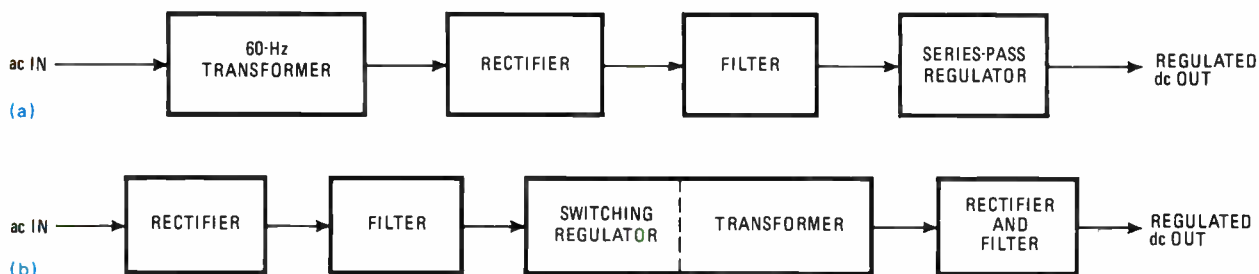 ac IN
60-Hz
TRANSFORMER
RECTIFIER
FILTER
SERIES-PASS
REGULATOR
REGULATED
dc OUT
(a)
ac IN
RECTIFIER
FILTER
SWITCHING
REGULATOR
TRANSFORMER
RECTIFIER
AND
FILTER
REGULATED
dc OUT
(b)